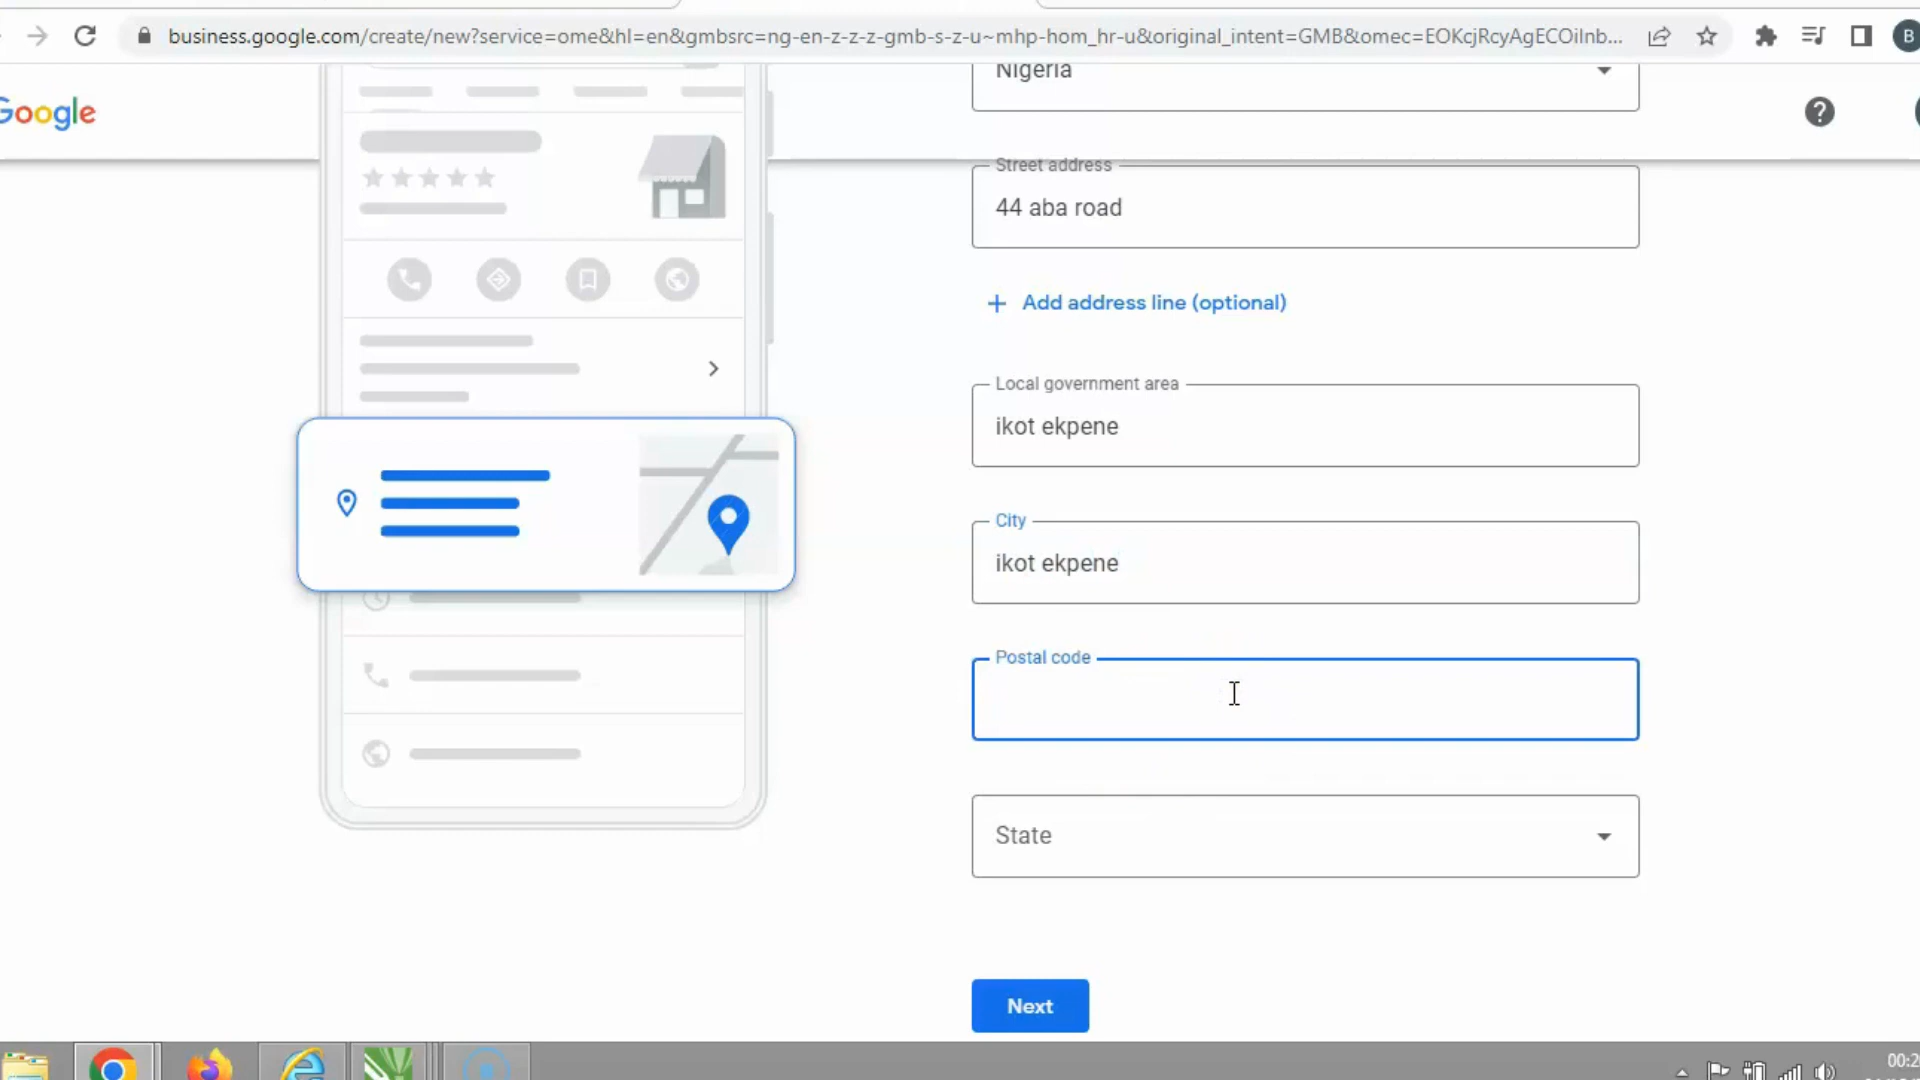 business.google.com/create/new?service=ome&hl=en&gmbsrc=ng-en-z-z-z-gmb-s-z-u~mhp-hom_hr-u&original_intent=GMB&omec=EOKcjRcyAgECOiInb...
B
Nigeria
Google
Street address
44 aba road
+ Add address line (optional)
Local government area
ikot ekpene
City
ikot ekpene
Postal code
State
Next